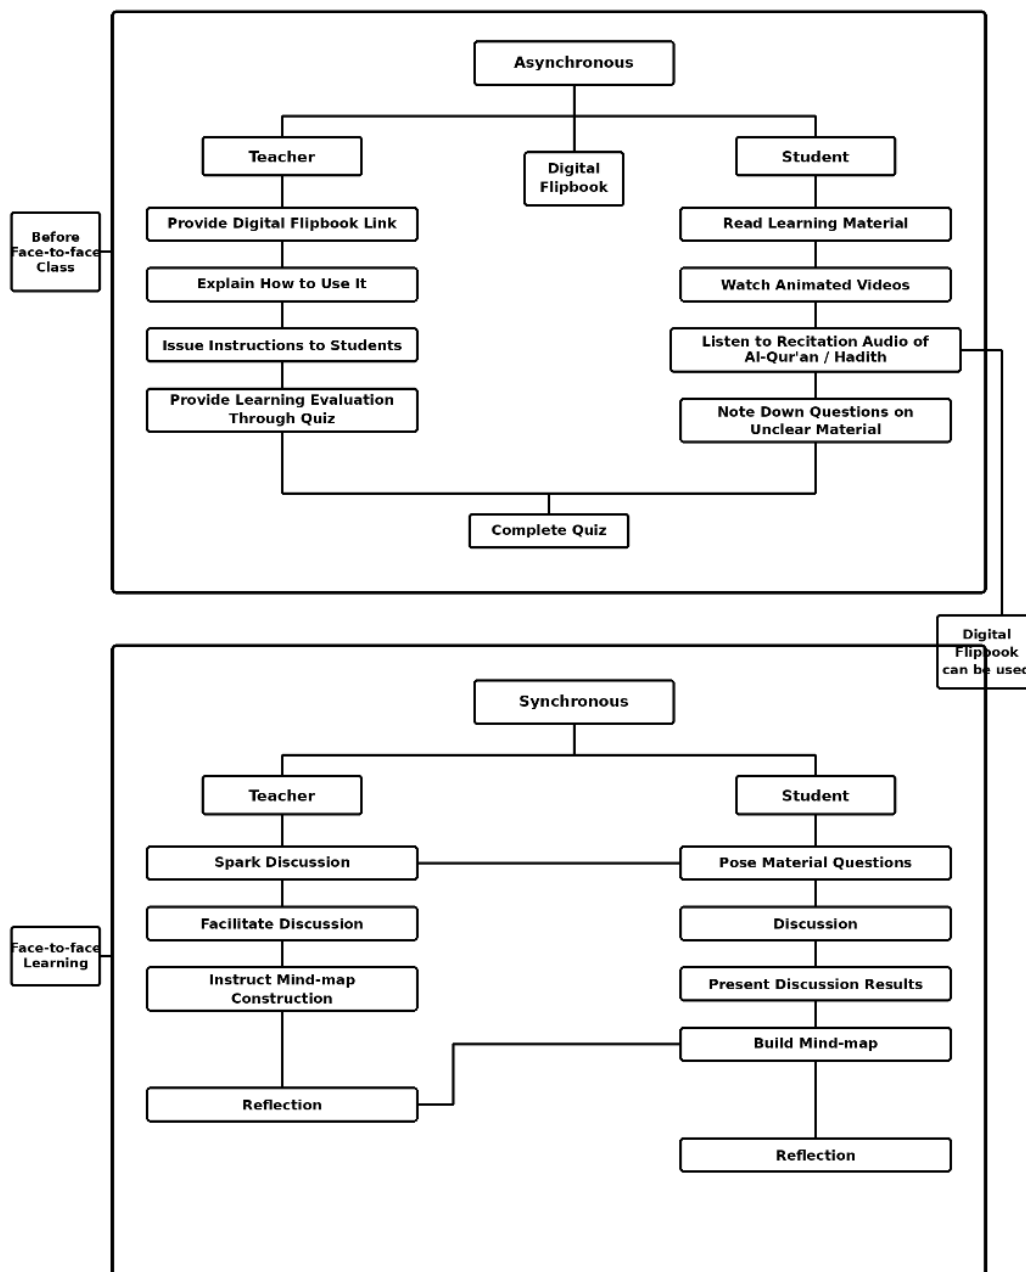 Asynchronous
Teacher
Digital
Flipbook
Student
Before
Face-to-face
Class
Provide Digital Flipbook Link
Read Learning Material
Explain How to Use It
Watch Animated Videos
Issue Instructions to Students
Listen to Recitation Audio of
Al-Qur'an / Hadith
Provide Learning Evaluation
Through Quiz
Note Down Questions on
Unclear Material
Complete Quiz
Digital
Flipbook
can be used
Synchronous
Teacher
Student
Spark Discussion
Pose Material Questions
Facilitate Discussion
Discussion
Face-to-face
Learning
Instruct Mind-map
Construction
Present Discussion Results
Build Mind-map
Reflection
Reflection